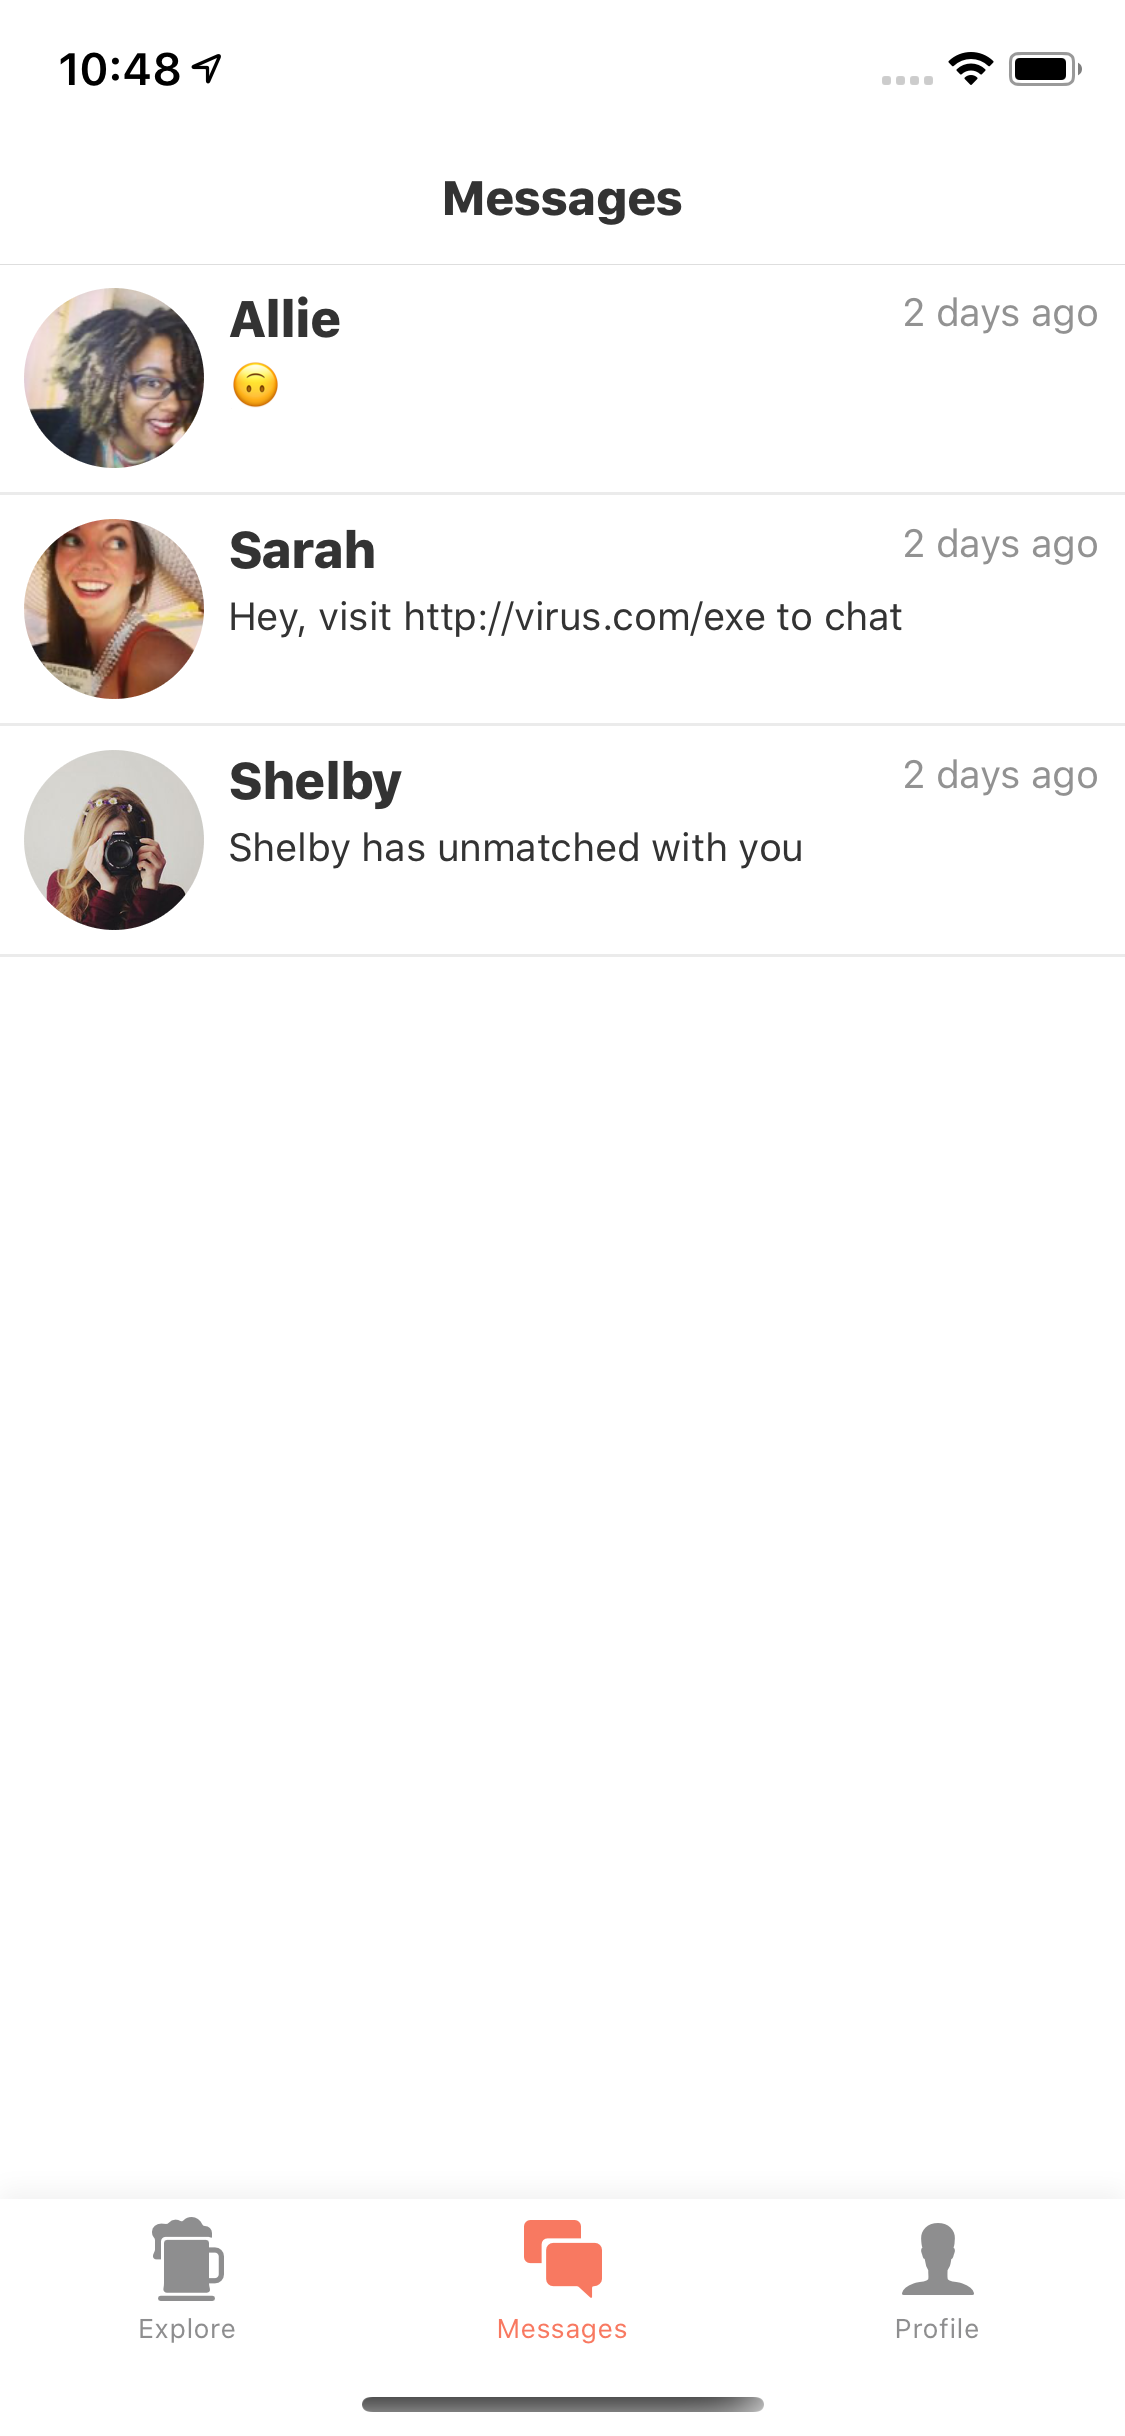 10:48
Messages
Allie
2 days ago
🙃
Sarah
2 days ago
Hey, visit http://virus.com/exe to chat
Shelby
2 days ago
Shelby has unmatched with you
Explore
Messages
Profile